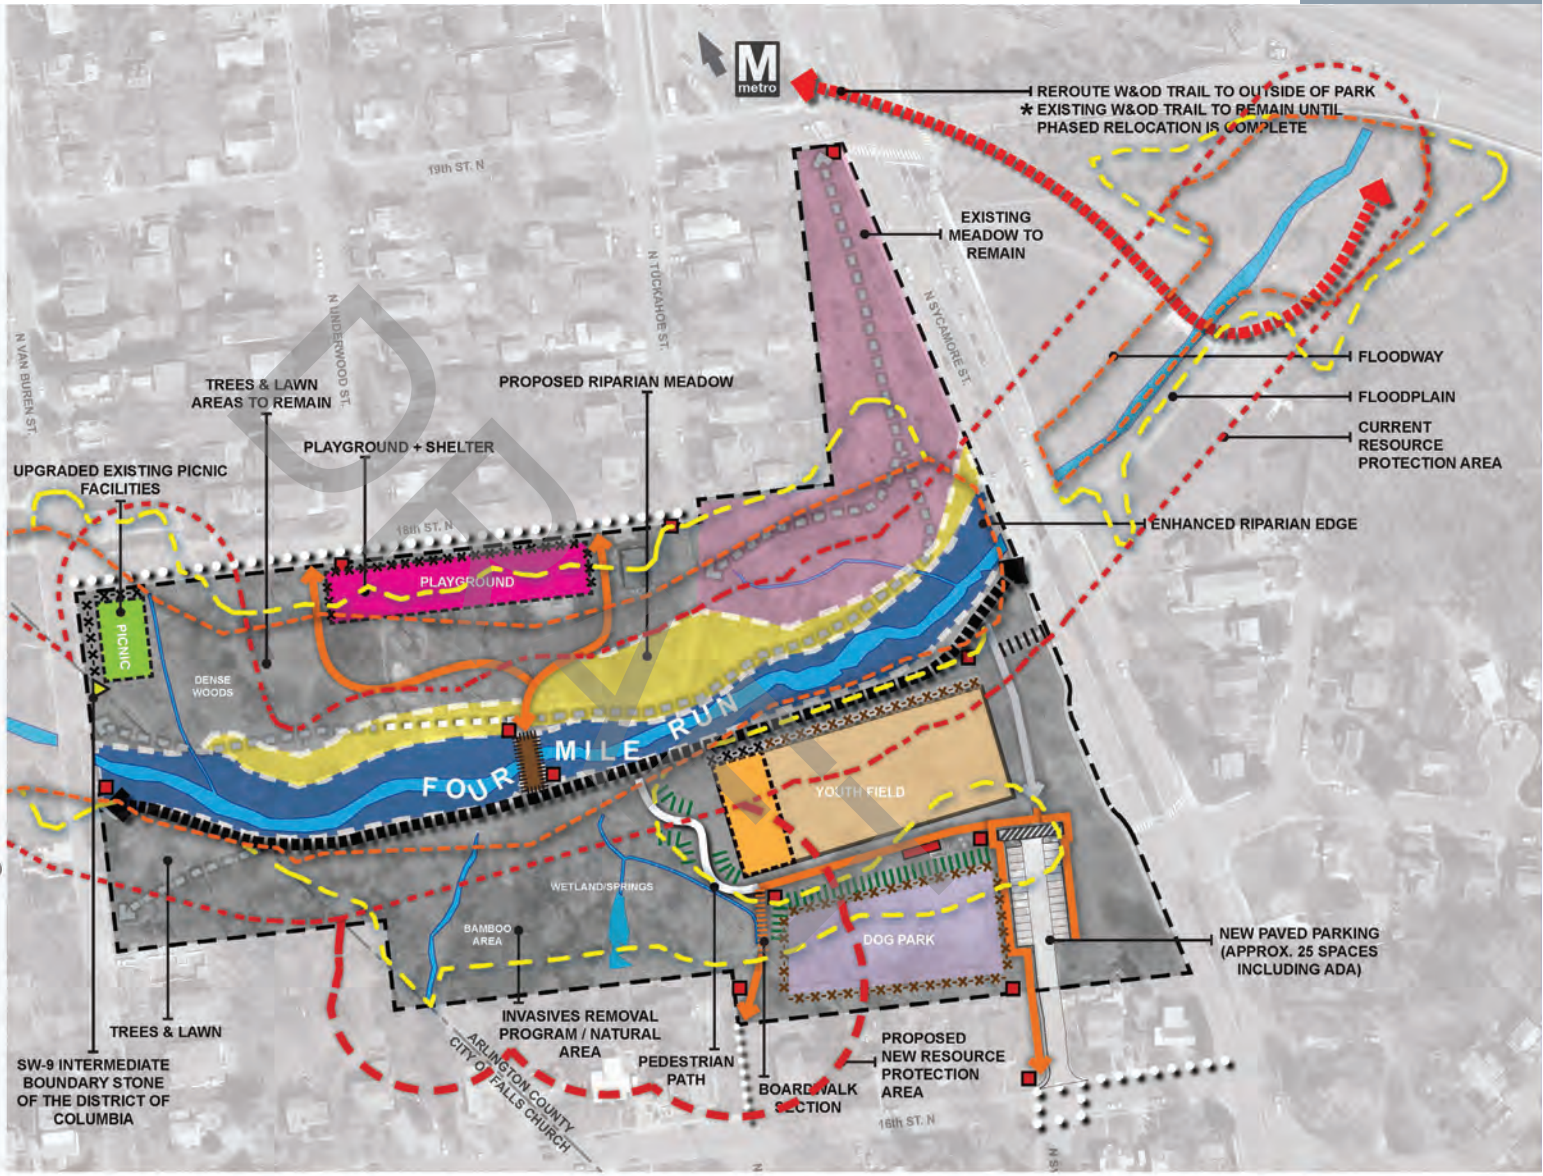 M
metro
REROUTE W&OD TRAIL TO OUTSIDE OF PARK
* EXISTING W&OD TRAIL TO REMAIN UNTIL
PHASED RELOCATION IS COMPLETE
19th ST. N
EXISTING
MEADOW TO
REMAIN
N TUCKAHOE ST.
N UNDERWOOD ST.
N VAN BUREN ST.
N SYCAMORE ST.
FLOODWAY
FLOODPLAIN
CURRENT
RESOURCE
PROTECTION AREA
TREES & LAWN
AREAS TO REMAIN
PROPOSED RIPARIAN MEADOW
PLAYGROUND + SHELTER
UPGRADED EXISTING PICNIC
FACILITIES
18th ST. N
ENHANCED RIPARIAN EDGE
PLAYGROUND
PICNIC
DENSE
WOODS
FOUR MILE RUN
YOUTH FIELD
WETLAND/SPRINGS
BAMBOO
AREA
DOG PARK
NEW PAVED PARKING
(APPROX. 25 SPACES
INCLUDING ADA)
TREES & LAWN
INVASIVES REMOVAL
PROGRAM / NATURAL
AREA
PEDESTRIAN
PATH
BOARDWALK
SECTION
PROPOSED
NEW RESOURCE
PROTECTION
AREA
SW-9 INTERMEDIATE
BOUNDARY STONE
OF THE DISTRICT OF
COLUMBIA
ARLINGTON COUNTY
CITY OF FALLS CHURCH
16th ST. N
N